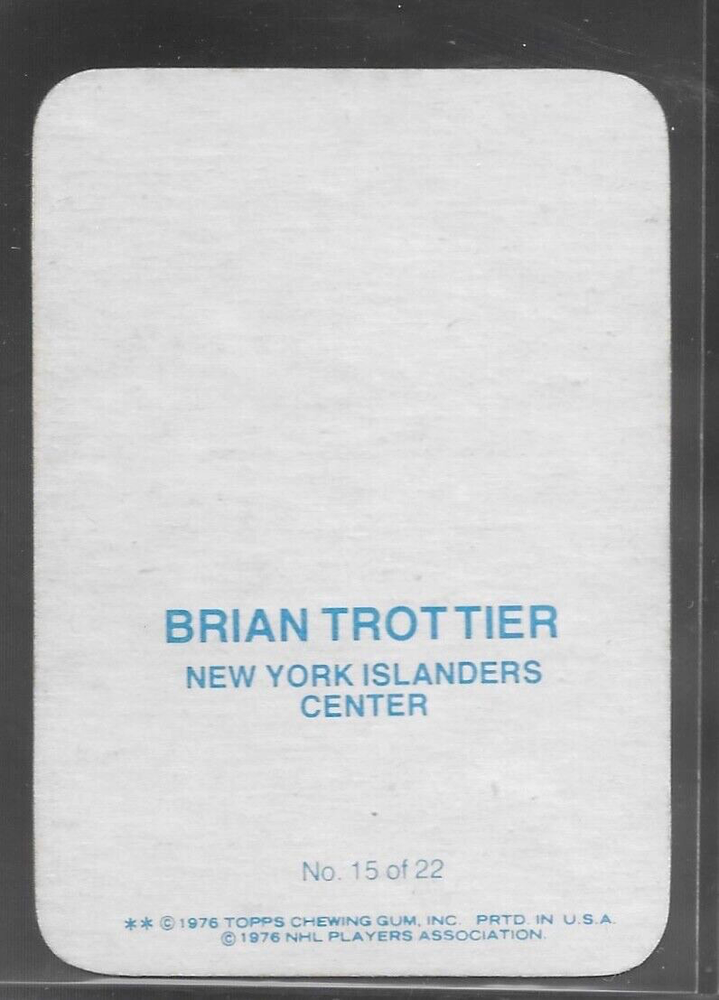 BRIAN TROTTIER
NEW YORK ISLANDERS
CENTER
No. 15 of 22
** © 1976 TOPPS CHEWING GUM, INC. PRTD. IN U.S.A.
© 1976 NHL PLAYERS ASSOCIATION.